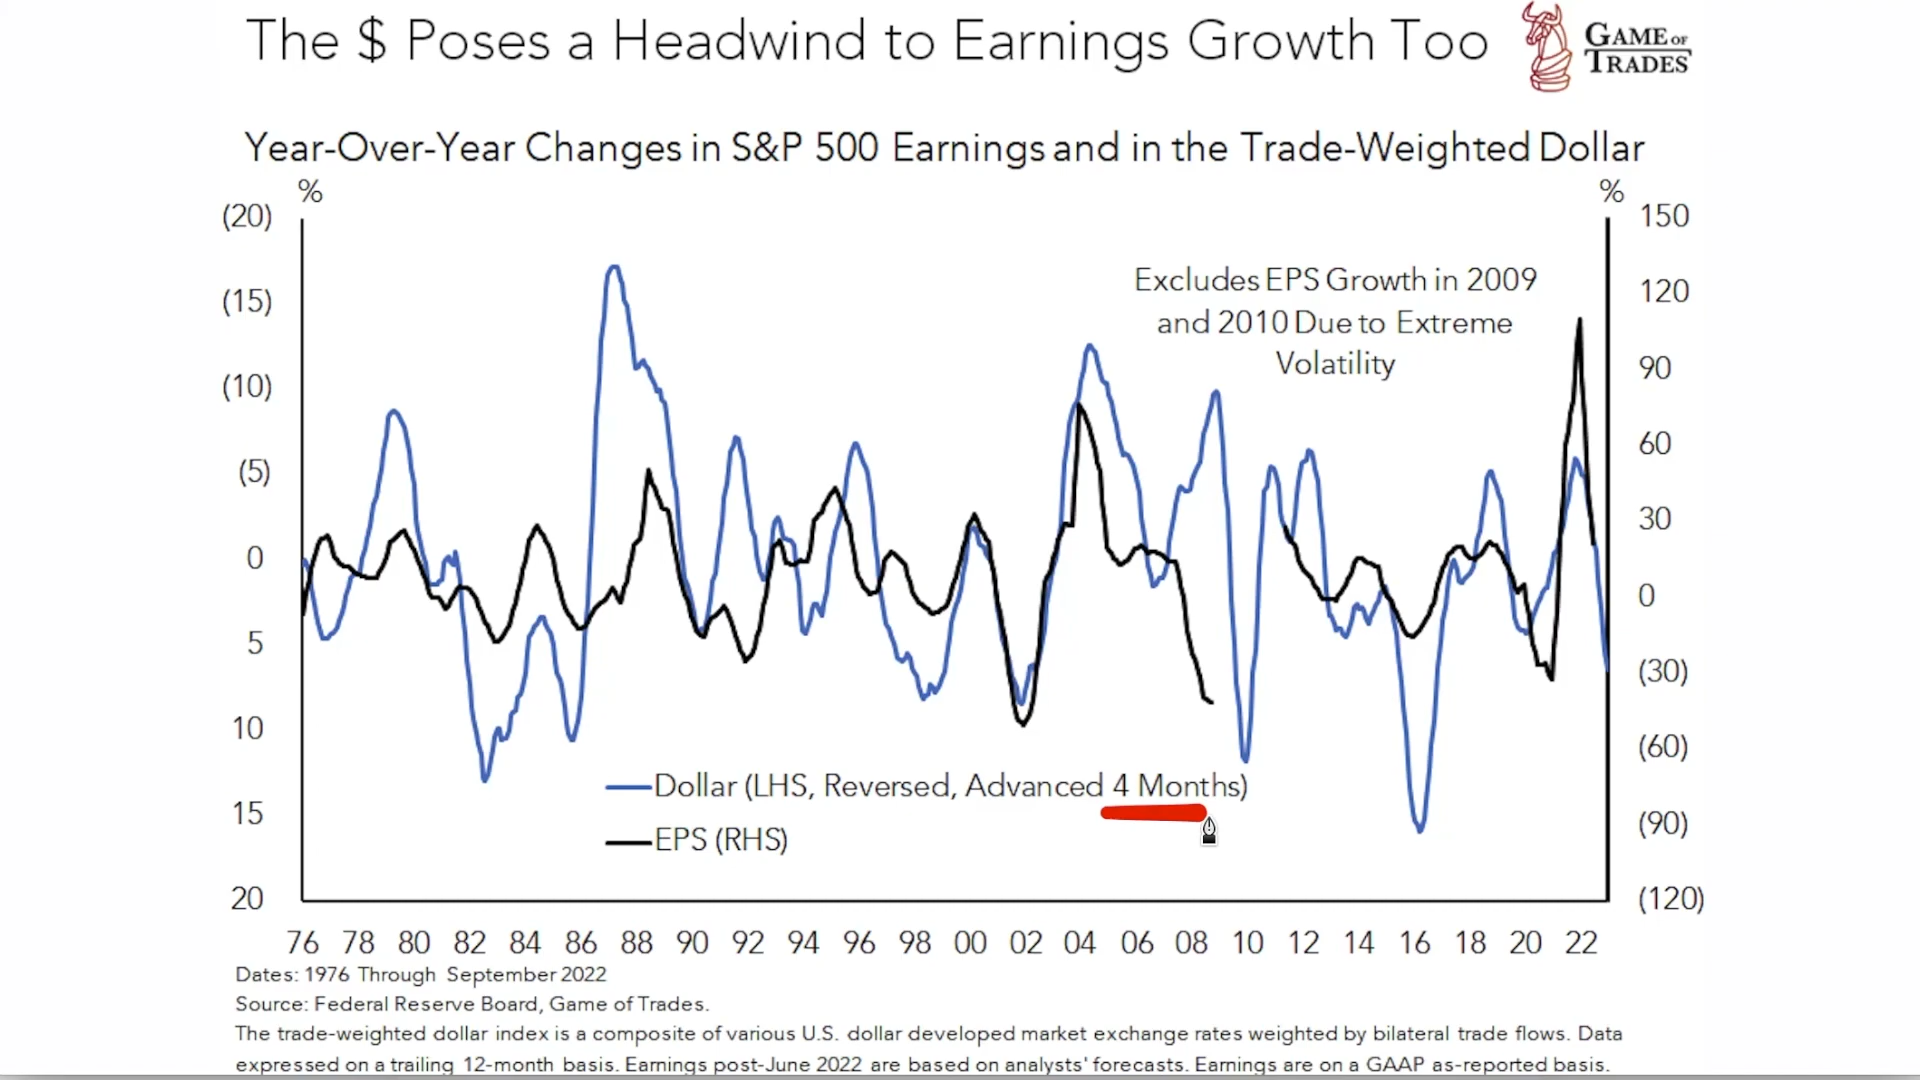 The $ Poses a Headwind to Earnings Growth Too
GAME OF
TRADES
Year-Over-Year Changes in S&P 500 Earnings and in the Trade-Weighted Dollar
%
%
(20)
150
(15)
120
(10)
90
(5)
60
0
30
5
0
10
(30)
15
(60)
20
(90)
(120)
Excludes EPS Growth in 2009
and 2010 Due to Extreme
Volatility
Dollar (LHS, Reversed, Advanced 4 Months)
EPS (RHS)
76 78 80 82 84 86 88 90 92 94 96 98 00 02 04 06 08 10 12 14 16 18 20 22
Dates: 1976 Through September 2022
Source: Federal Reserve Board, Game of Trades.
The trade-weighted dollar index is a composite of various U.S. dollar developed market exchange rates weighted by bilateral trade flows. Data
expressed on a trailing 12-month basis. Earnings post-June 2022 are based on analysts' forecasts. Earnings are on a GAAP as-reported basis.